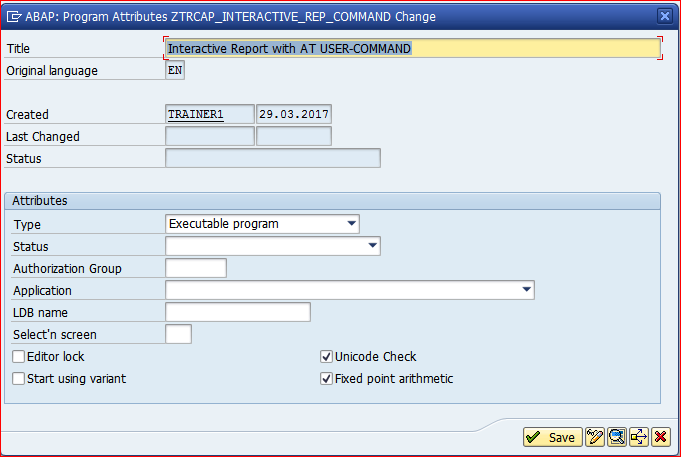 ABAP: Program Attributes ZTRCAP_INTERACTIVE_REP_COMMAND Change
Title Interactive Report with AT USER-COMMAND
Original language EN
Created TRAINER1 29.03.2017
Last Changed
Status
Attributes
Type Executable program
Status
Authorization Group
Application
LDB name
Select'n screen
Editor lock Unicode Check
Start using variant Fixed point arithmetic
Save